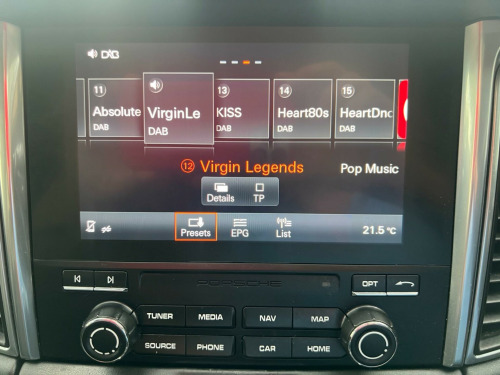 DAB
11 13 14 15
Absolute VirginLe KISS Heart80s HeartDnc
DAB DAB DAB DAB DAB
12 Virgin Legends Pop Music
Details TP
Presets EPG List 21.5 °C
PORSCHE
OPT
TUNER MEDIA NAV MAP
SOURCE PHONE CAR HOME